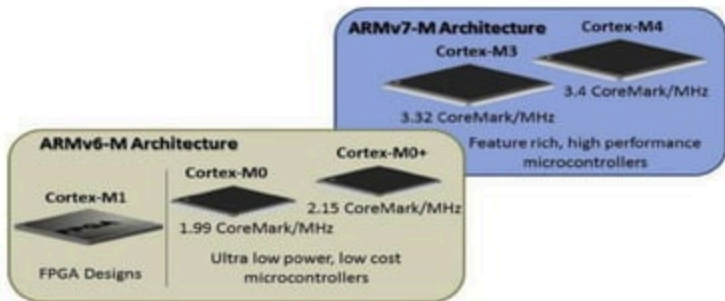 ARMv7-M Architecture
Cortex-M3
Cortex-M4
3.32 CoreMark/MHz
3.4 CoreMark/MHz
Feature rich, high performance
microcontrollers
ARMv6-M Architecture
Cortex-M1
FPGA
FPGA Designs
Cortex-M0
1.99 CoreMark/MHz
Cortex-M0+
2.15 CoreMark/MHz
Ultra low power, low cost
microcontrollers